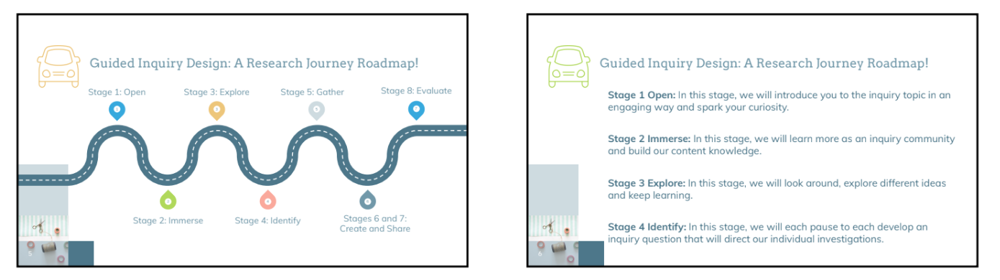 Guided Inquiry Design: A Research Journey Roadmap!
Stage 1: Open
Stage 3: Explore
Stage 5: Gather
Stage 8: Evaluate
1
3
5
7
2
4
6
Stage 2: Immerse
Stage 4: Identify
Stages 6 and 7:
Create and Share
5
Guided Inquiry Design: A Research Journey Roadmap!
Stage 1 Open: In this stage, we will introduce you to the inquiry topic in an
engaging way and spark your curiosity.
Stage 2 Immerse: In this stage, we will learn more as an inquiry community
and build our content knowledge.
Stage 3 Explore: In this stage, we will look around, explore different ideas
and keep learning.
Stage 4 Identify: In this stage, we will each pause to each develop an
inquiry question that will direct our individual investigations.
6